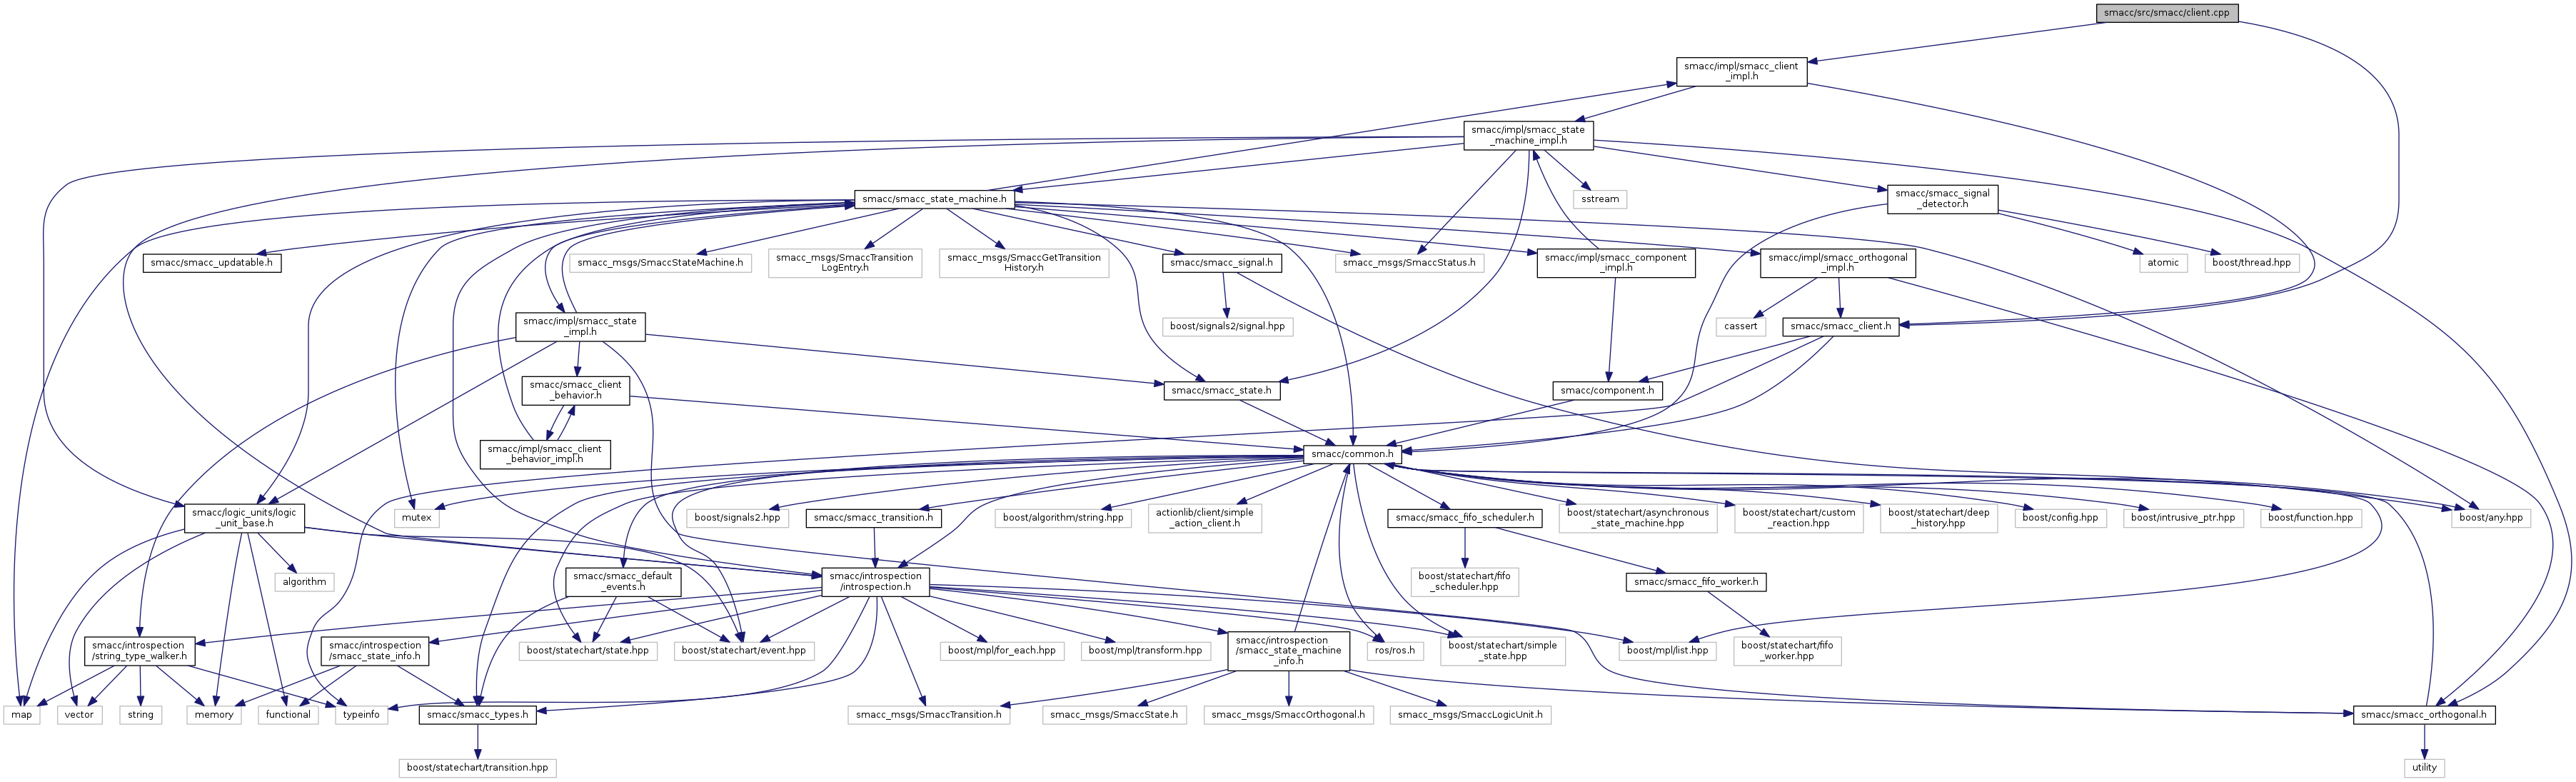 smacc/src/smacc/client.cpp
smacc/impl/smacc_client
_impl.h
smacc/impl/smacc_state
_machine_impl.h
smacc/smacc_state_machine.h
sstream
smacc/smacc_signal
_detector.h
smacc/smacc_updatable.h
smacc_msgs/SmaccStateMachine.h
smacc_msgs/SmaccTransition
LogEntry.h
smacc_msgs/SmaccGetTransition
History.h
smacc/smacc_signal.h
smacc_msgs/SmaccStatus.h
smacc/impl/smacc_component
_impl.h
smacc/impl/smacc_orthogonal
_impl.h
atomic
boost/thread.hpp
smacc/impl/smacc_state
_impl.h
boost/signals2/signal.hpp
cassert
smacc/smacc_client.h
smacc/smacc_client
_behavior.h
smacc/smacc_state.h
smacc/component.h
smacc/impl/smacc_client
_behavior_impl.h
smacc/common.h
smacc/logic_units/logic
_unit_base.h
mutex
boost/signals2.hpp
smacc/smacc_transition.h
boost/algorithm/string.hpp
actionlib/client/simple
_action_client.h
smacc/smacc_fifo_scheduler.h
boost/statechart/asynchronous
_state_machine.hpp
boost/statechart/custom
_reaction.hpp
boost/statechart/deep
_history.hpp
boost/config.hpp
boost/intrusive_ptr.hpp
boost/function.hpp
boost/any.hpp
algorithm
smacc/smacc_default
_events.h
smacc/introspection
/introspection.h
boost/statechart/fifo
_scheduler.hpp
smacc/smacc_fifo_worker.h
smacc/introspection
/string_type_walker.h
smacc/introspection
/smacc_state_info.h
boost/statechart/state.hpp
boost/statechart/event.hpp
boost/mpl/for_each.hpp
boost/mpl/transform.hpp
smacc/introspection
/smacc_state_machine
_info.h
ros/ros.h
boost/statechart/simple
_state.hpp
boost/mpl/list.hpp
boost/statechart/fifo
_worker.hpp
map
vector
string
memory
functional
typeinfo
smacc/smacc_types.h
smacc_msgs/SmaccTransition.h
smacc_msgs/SmaccState.h
smacc_msgs/SmaccOrthogonal.h
smacc_msgs/SmaccLogicUnit.h
smacc/smacc_orthogonal.h
boost/statechart/transition.hpp
utility